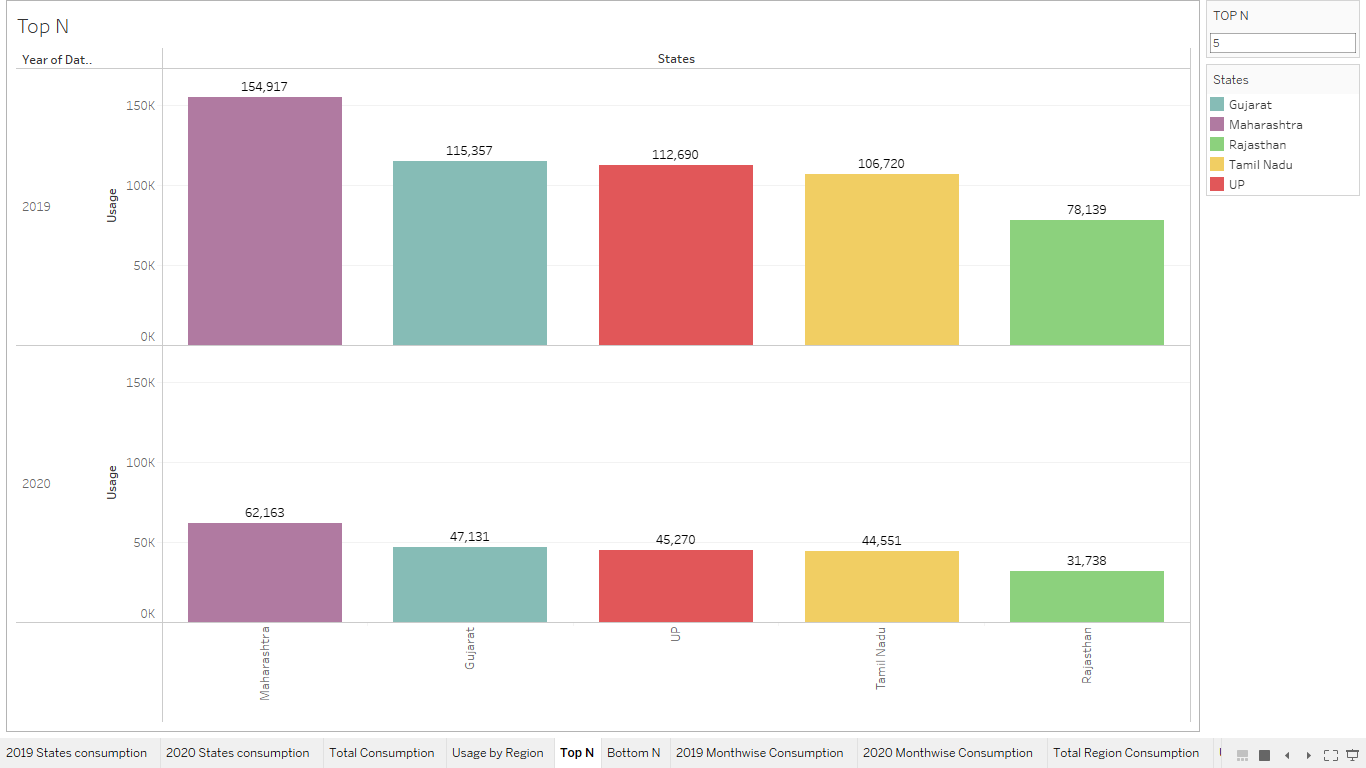 Top N
Year of Dat..
States
2019
Usage
150K
100K
50K
0K
154,917
115,357
112,690
106,720
78,139
2020
Usage
150K
100K
50K
0K
62,163
47,131
45,270
44,551
31,738
Maharashtra
Gujarat
UP
Tamil Nadu
Rajasthan
TOP N
5
States
Gujarat
Maharashtra
Rajasthan
Tamil Nadu
UP
2019 States consumption
2020 States consumption
Total Consumption
Usage by Region
Top N
Bottom N
2019 Monthwise Consumption
2020 Monthwise Consumption
Total Region Consumption